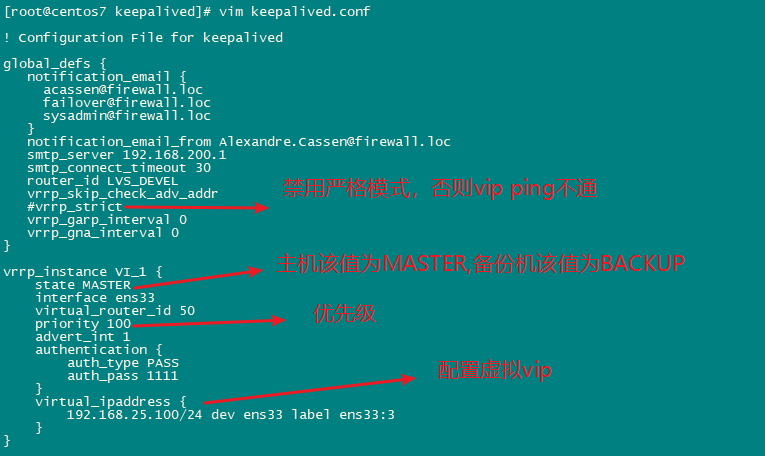 [root@centos7 keepalived]# vim keepalived.conf
! Configuration File for keepalived
global_defs {
notification_email {
acassen@firewall.loc
failover@firewall.loc
sysadmin@firewall.loc
}
notification_email_from Alexandre.Cassen@firewall.loc
smtp_server 192.168.200.1
smtp_connect_timeout 30
router_id LVS_DEVEL
vrrp_skip_check_adv_addr
#vrrp_strict 禁用严格模式，否则vip ping不通
vrrp_garp_interval 0
vrrp_gna_interval 0
}
vrrp_instance VI_1 {
state MASTER 机该值为MASTER,备份机该值为BACKUP
interface ens33
virtual_router_id 50
priority 100 优先级
advert_int 1
authentication {
auth_type PASS
auth_pass 1111
}
virtual_ipaddress { 配置虚拟vip
192.168.25.100/24 dev ens33 label ens33:3
}
}